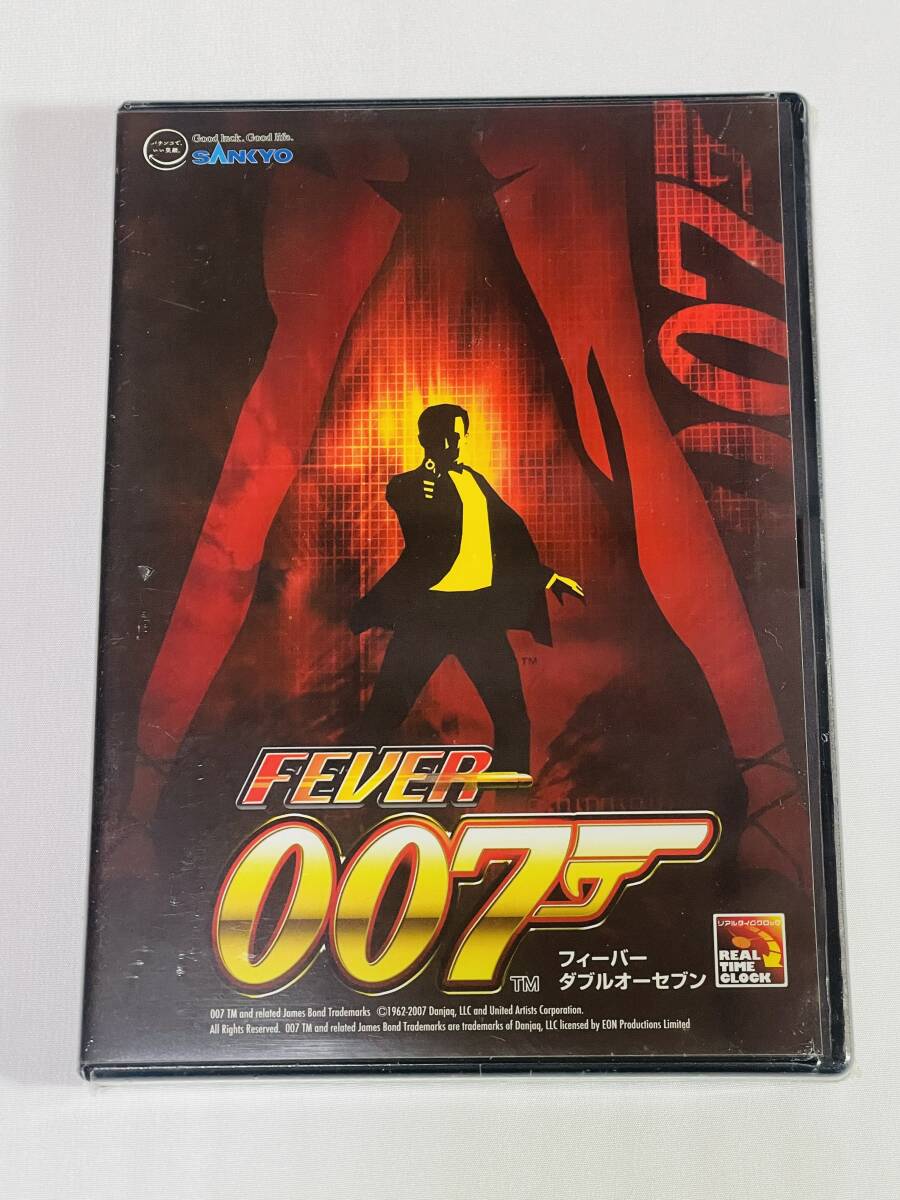 パチンコで、
いい笑顔。
Good luck. Good life.
SANKYO
007
TM
FEVER
007
TM
フィーバー
ダブルオーセブン
リアルタイムクロック
REAL
TIME
CLOCK
007 TM and related James Bond Trademarks ©1962-2007 Danjaq, LLC and United Artists Corporation.
All Rights Reserved. 007 TM and related James Bond Trademarks are trademarks of Danjaq, LLC licensed by EON Productions Limited